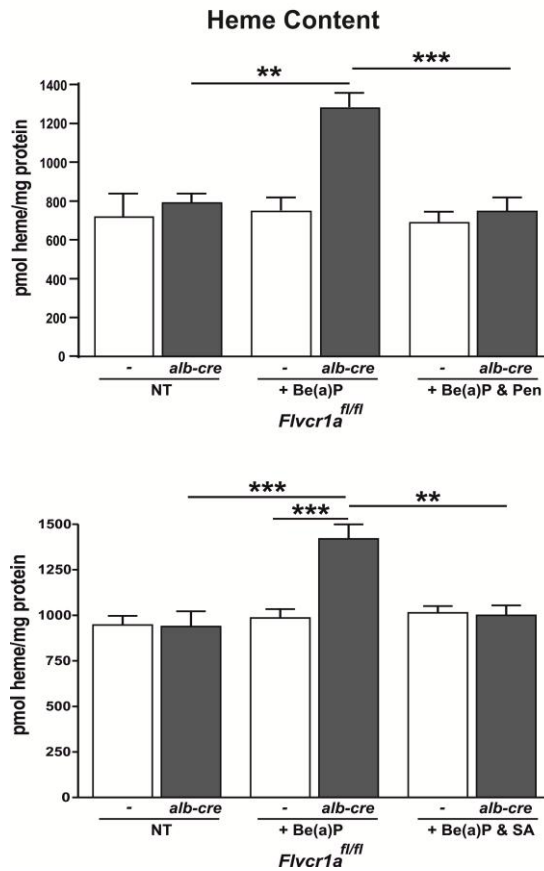 Heme Content
** ***
pmol heme/mg protein
1400
1200
1000
800
600
400
200
0
- alb-cre - alb-cre - alb-cre
NT + Be(a)P + Be(a)P & Pen
Flvcr1a fl/fl
*** **
***
pmol heme/mg protein
1500
1250
1000
750
500
250
0
- alb-cre - alb-cre - alb-cre
NT + Be(a)P + Be(a)P & SA
Flvcr1a fl/fl